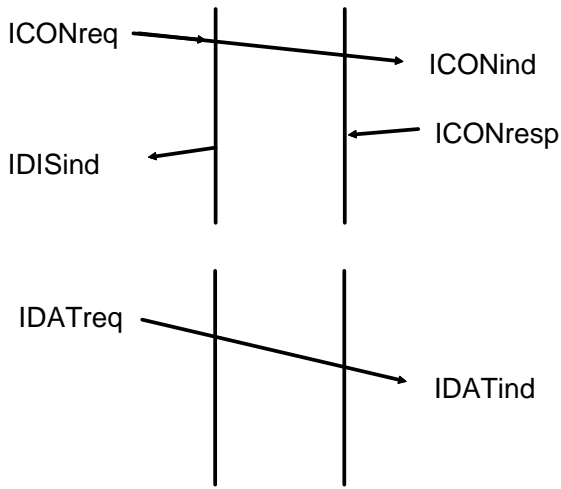 ICONreq
ICONind
ICONresp
IDISind
IDATreq
IDATind